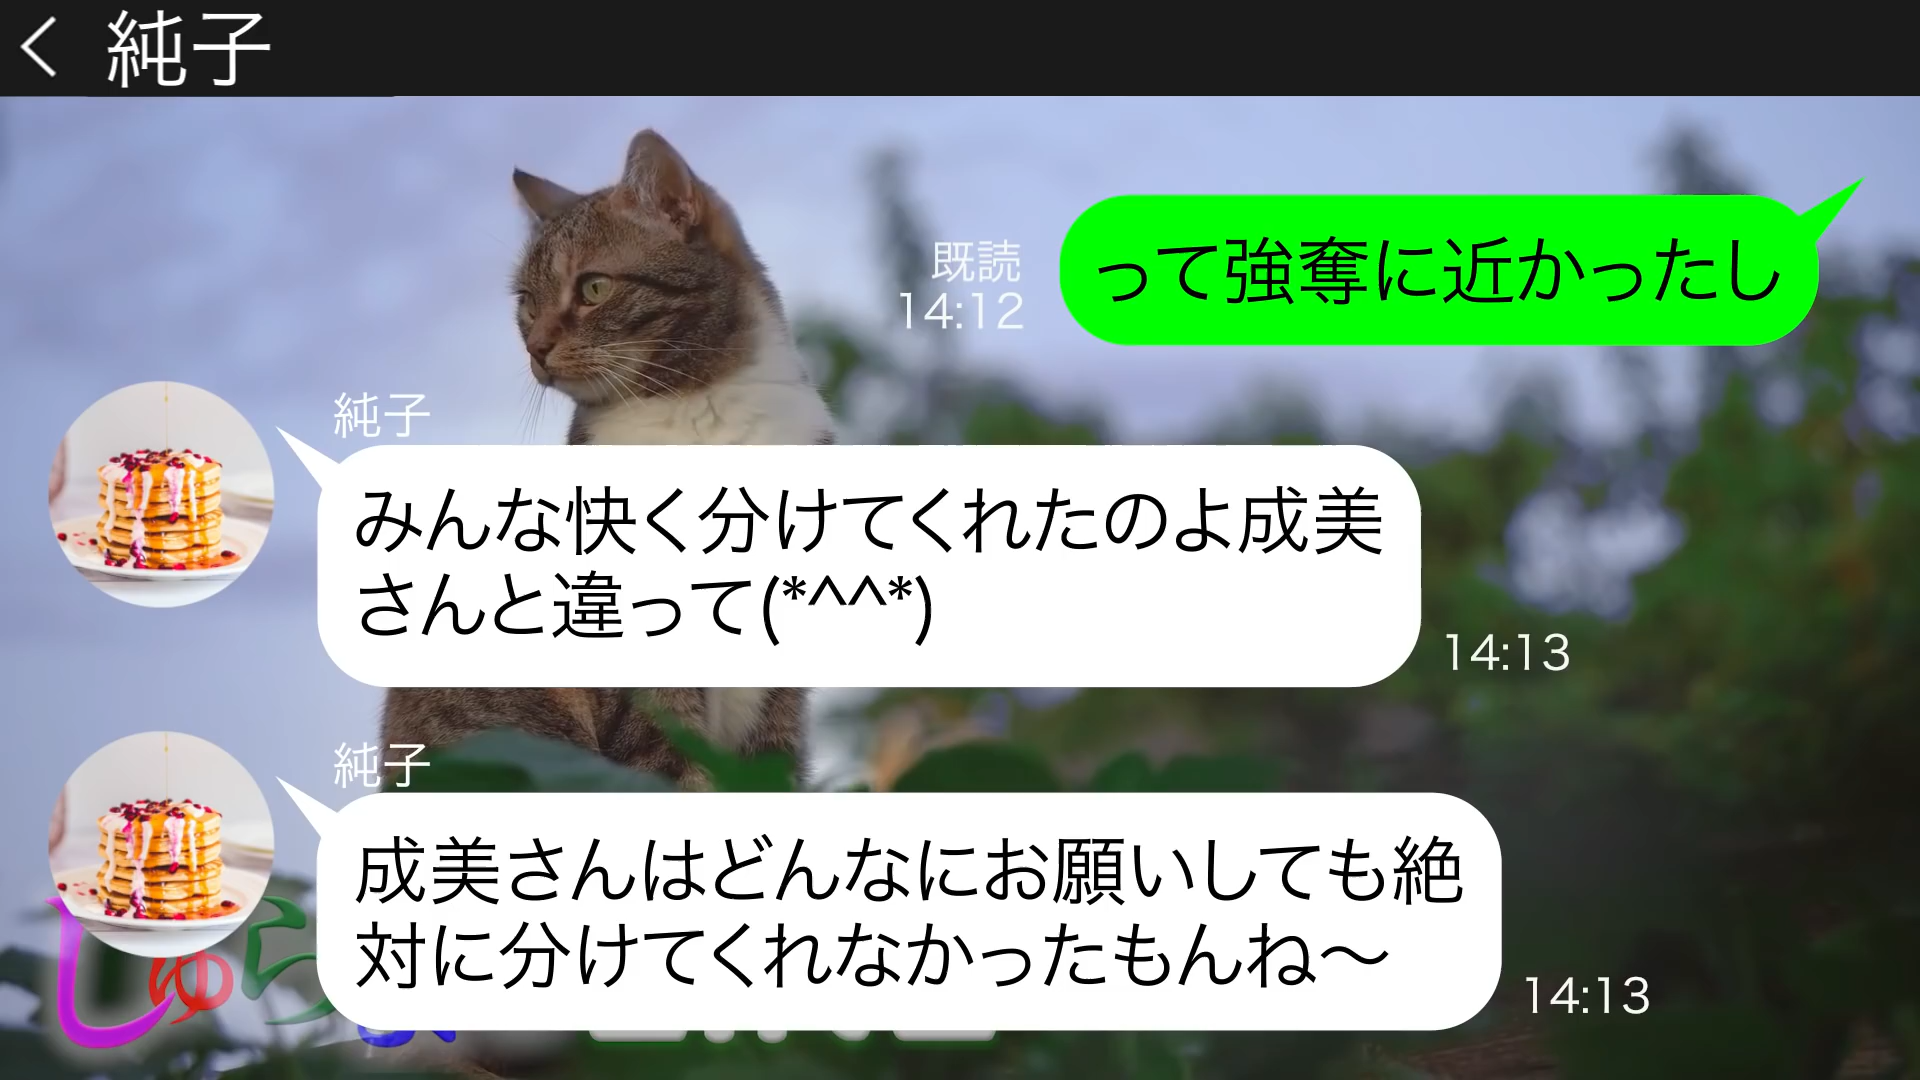 純子
って強奪に近かったし
既読
14:12
純子
みんな快く分けてくれたのよ成美
さんと違って(*^^*)
14:13
純子
成美さんはどんなにお願いしても絶
対に分けてくれなかったもんね～
14:13
しゅら